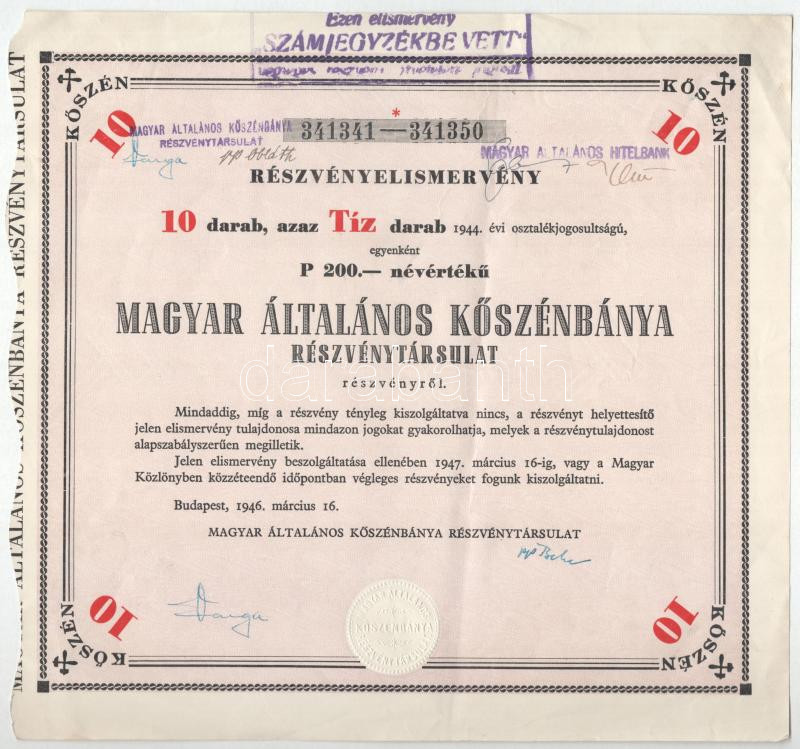 Ezen elismervény
"SZÁMJEGYZÉKBE VETT"
KŐSZÉN
KŐSZÉN
10
10
*
341341—341350
MAGYAR ÁLTALÁNOS KŐSZÉNBÁNYA
RÉSZVÉNYTÁRSULAT
Varga
MAGYAR ÁLTALÁNOS HITELBANK
RÉSZVÉNYELISMERVÉNY
10 darab, azaz Tíz darab 1944. évi osztalékjogosultságú,
egyenként
P 200.— névértékű
MAGYAR ÁLTALÁNOS KŐSZÉNBÁNYA
RÉSZVÉNYTÁRSULAT
részvényről.
darabanth
Mindaddig, míg a részvény tényleg kiszolgáltatva nincs, a részvényt helyettesítő
jelen elismervény tulajdonosa mindazon jogokat gyakorolhatja, melyek a részvénytulajdonost
alapszabályszerűen megilletik.
Jelen elismervény beszolgáltatása ellenében 1947. március 16-ig, vagy a Magyar
Közlönyben közzéteendő időpontban végleges részvényeket fogunk kiszolgáltatni.
Budapest, 1946. március 16.
MAGYAR ÁLTALÁNOS KŐSZÉNBÁNYA RÉSZVÉNYTÁRSULAT
Varga
KŐSZÉNBÁNYA
10
10
KŐSZÉN
KŐSZÉN
MAGYAR ÁLTALÁNOS KŐSZÉNBÁNYA RÉSZVÉNYTÁRSULAT